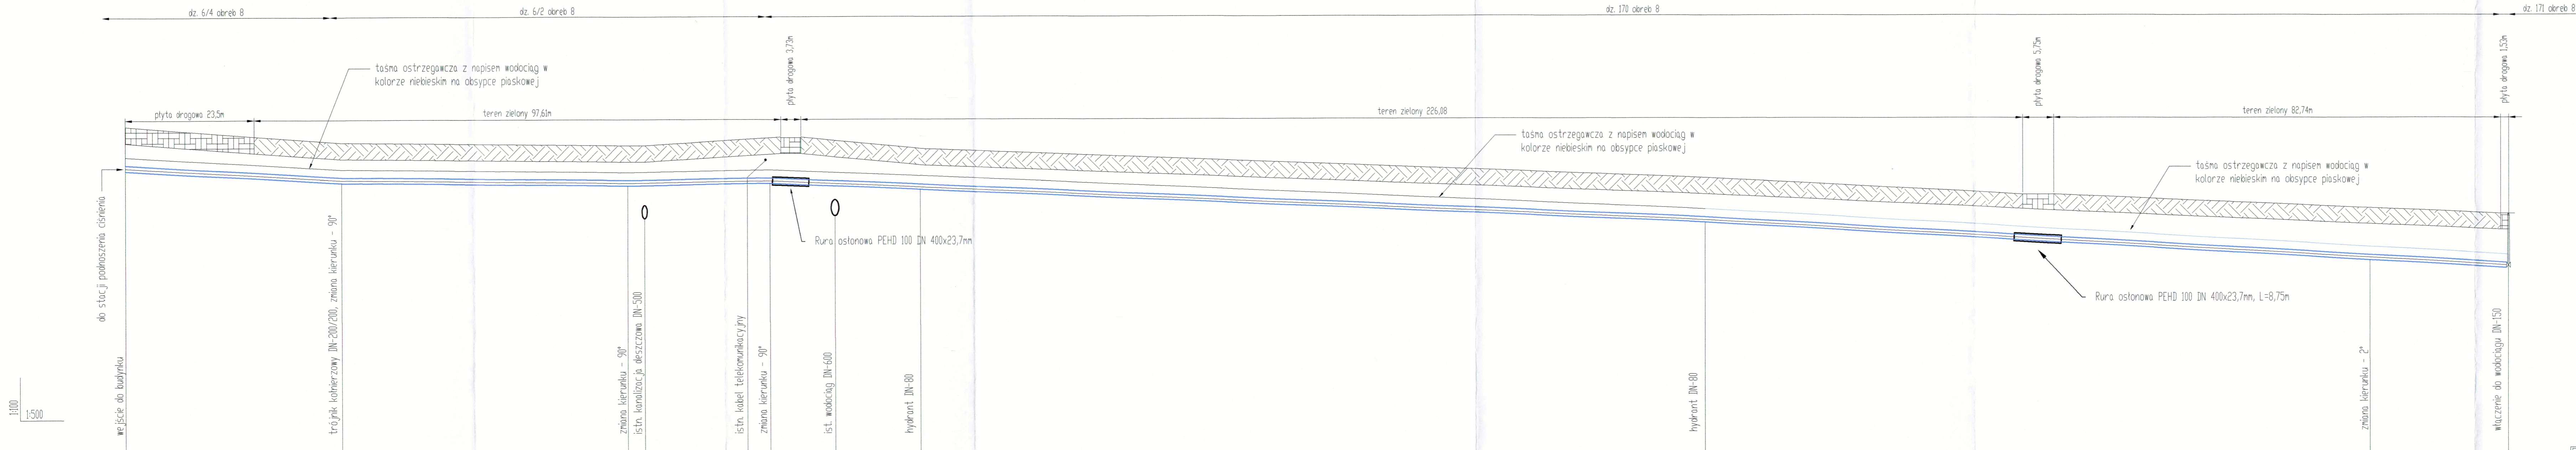 dz. 6/4 obręb 8
dz. 6/2 obręb 8
dz. 170 obręb 8
dz. 171 obręb 8
taśma ostrzegawcza z napisem wodociąg w
kolorze niebieskim na obsypce piaskowej
płyta drogowa 3,73m
płyta drogowa 5,75m
płyta drogowa 1,53m
płyta drogowa 23,5m
teren zielony 97,61m
teren zielony 226,08
teren zielony 82,74m
taśma ostrzegawcza z napisem wodociąg w
kolorze niebieskim na obsypce piaskowej
taśma ostrzegawcza z napisem wodociąg w
kolorze niebieskim na obsypce piaskowej
Rura osłonowa PEHD 100 DN 400x23,7mm
Rura osłonowa PEHD 100 DN 400x23,7mm, L=8,75m
do stacji podnoszenia ciśnienia
wejście do budynku
trójnik kołnierzowy DN-200/200, zmiana kierunku - 90°
zmiana kierunku - 90°
istn. kanalizacja deszczowa DN-500
istn. kabel telekomunikacyjny
zmiana kierunku - 90°
ist. wodociąg DN-600
hydrant DN-80
hydrant DN-80
zmiana kierunku - 2°
włączenie do wodociągu DN-150
1:100
1:500